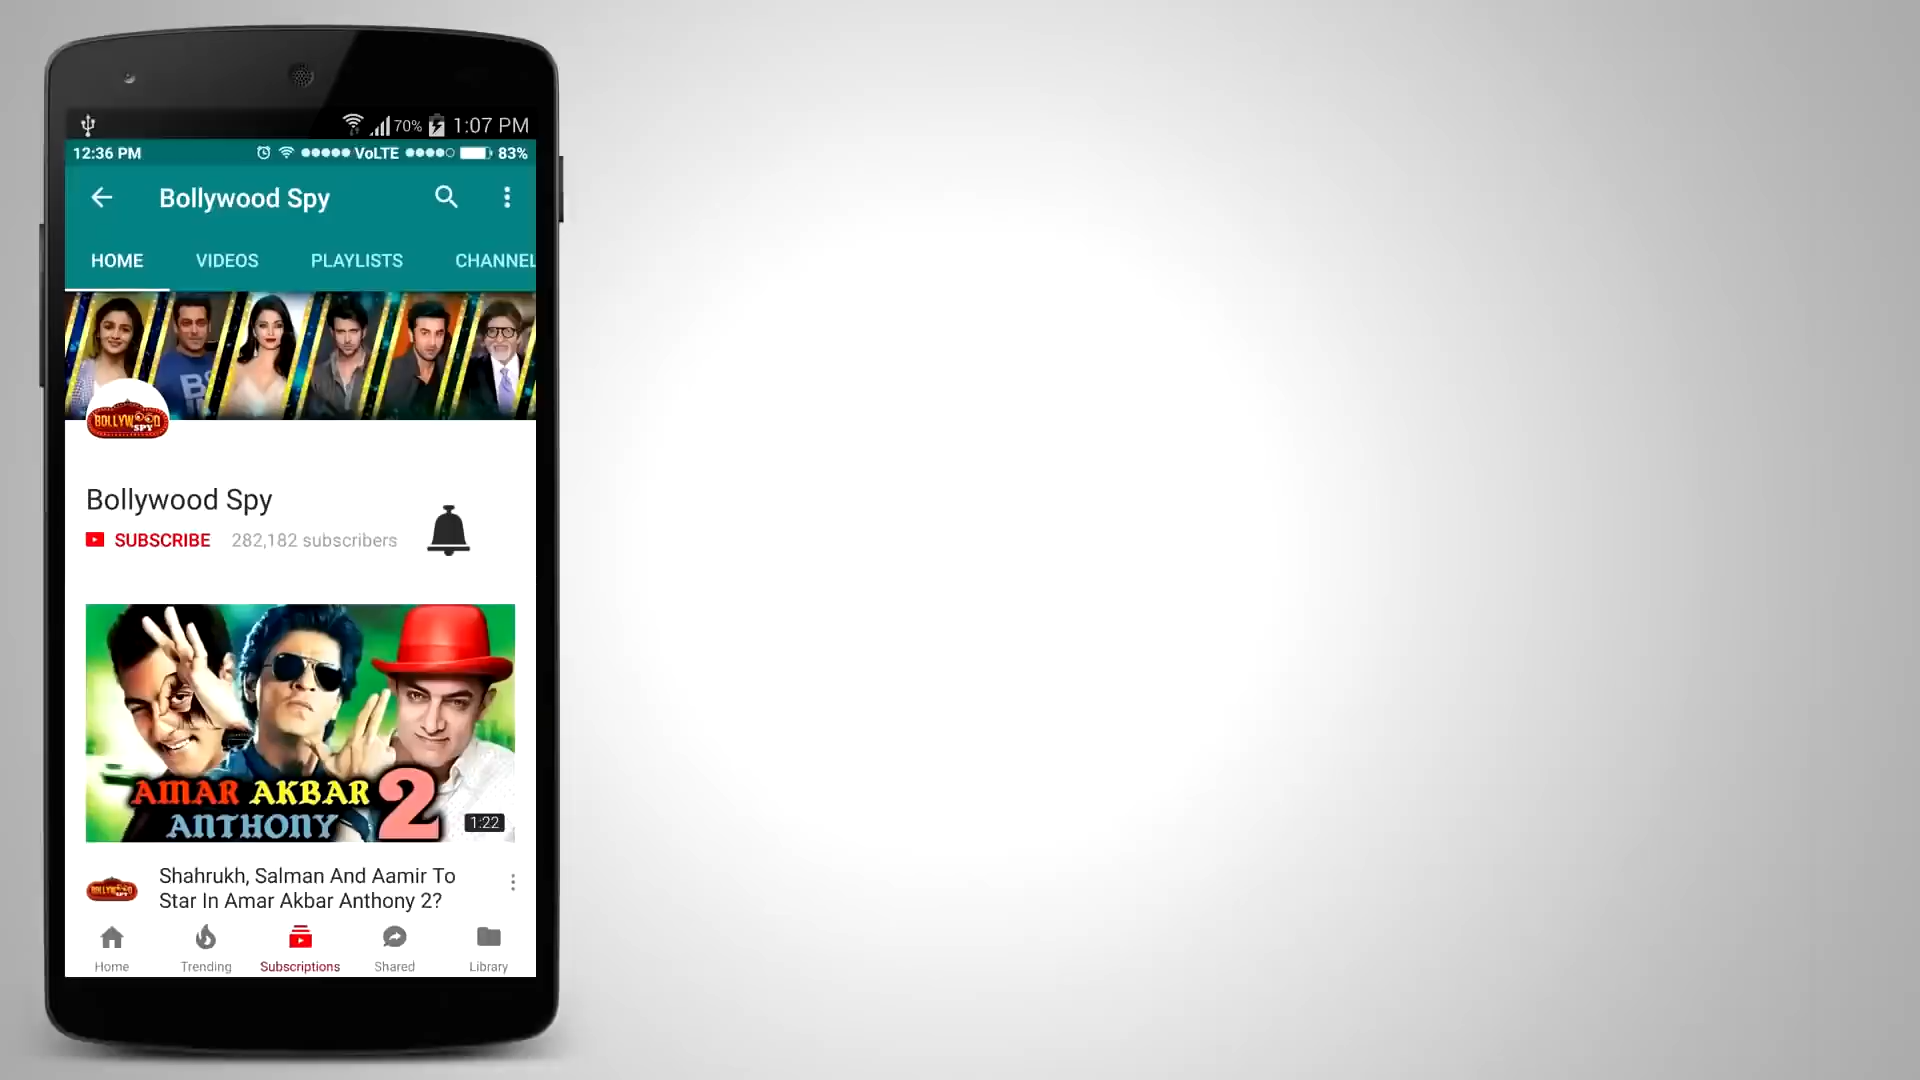 70% 1:07 PM
12:36 PM VoLTE 83%
Bollywood Spy
HOME VIDEOS PLAYLISTS CHANNEL
BOLLYWOOD
SPY
Bollywood Spy
SUBSCRIBE 282,182 subscribers
AMAR AKBAR
ANTHONY 2
1:22
Shahrukh, Salman And Aamir To
Star In Amar Akbar Anthony 2?
BOLLYWOOD
SPY
Home Trending Subscriptions Shared Library